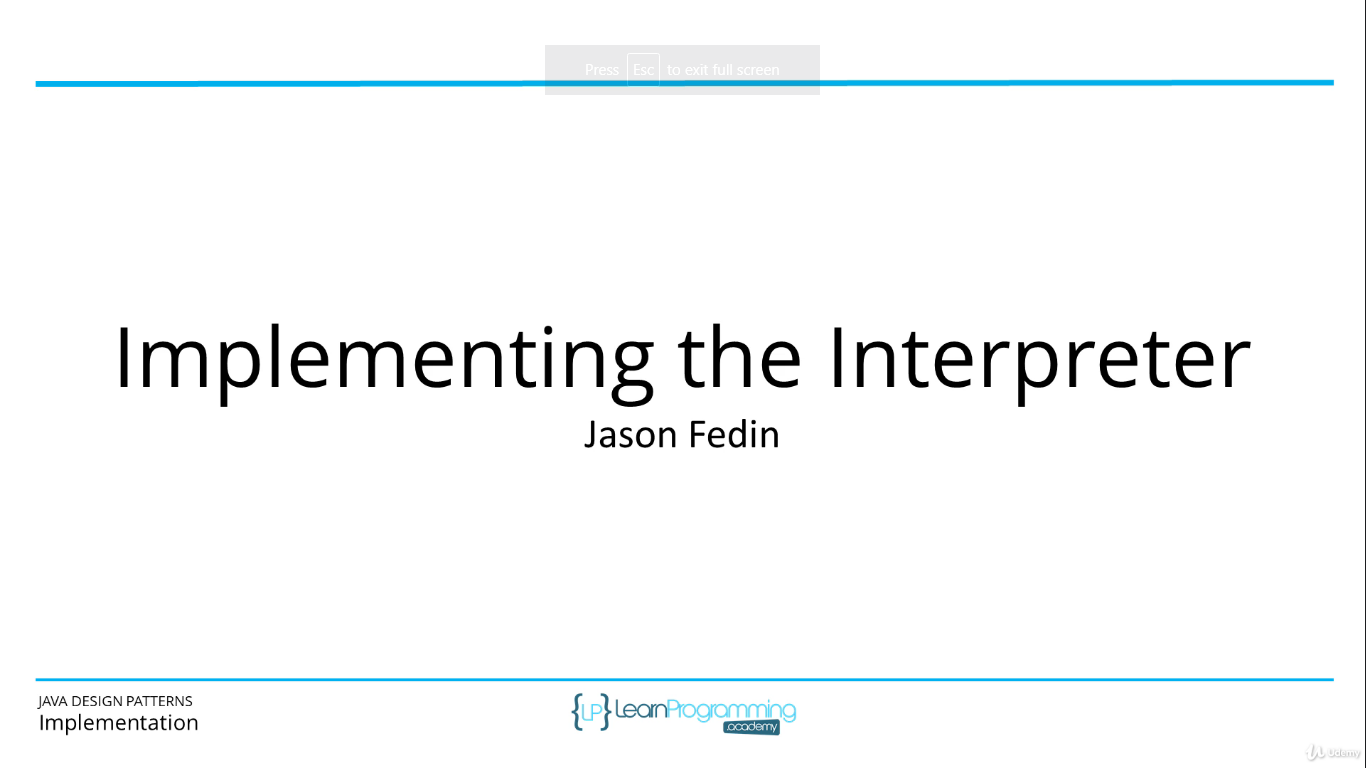 Press Esc to exit full screen
Implementing the Interpreter
Jason Fedin
JAVA DESIGN PATTERNS
Implementation
{LP} LearnProgramming
.academy
Udemy